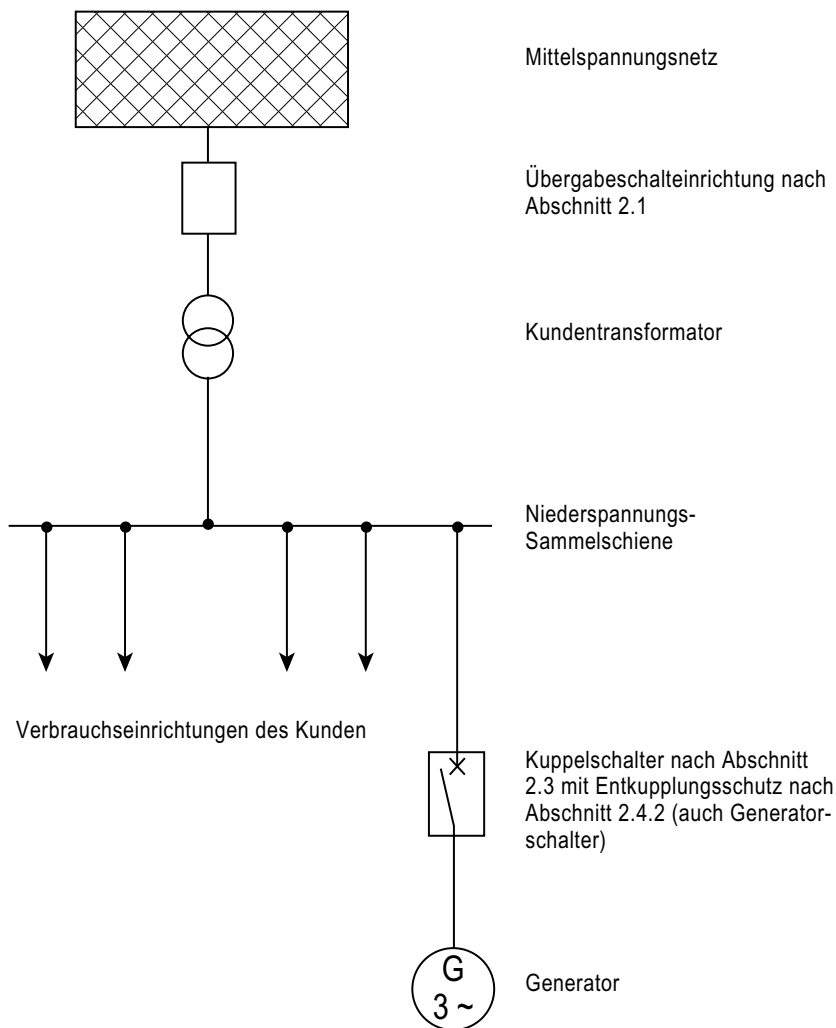 Mittelspannungsnetz
Übergabeschalteinrichtung nach
Abschnitt 2.1
Kundentransformator
Niederspannungs-
Sammelschiene
Verbrauchseinrichtungen des Kunden
Kuppelschalter nach Abschnitt
2.3 mit Entkupplungsschutz nach
Abschnitt 2.4.2 (auch Generator-
schalter)
G
3 ~
Generator